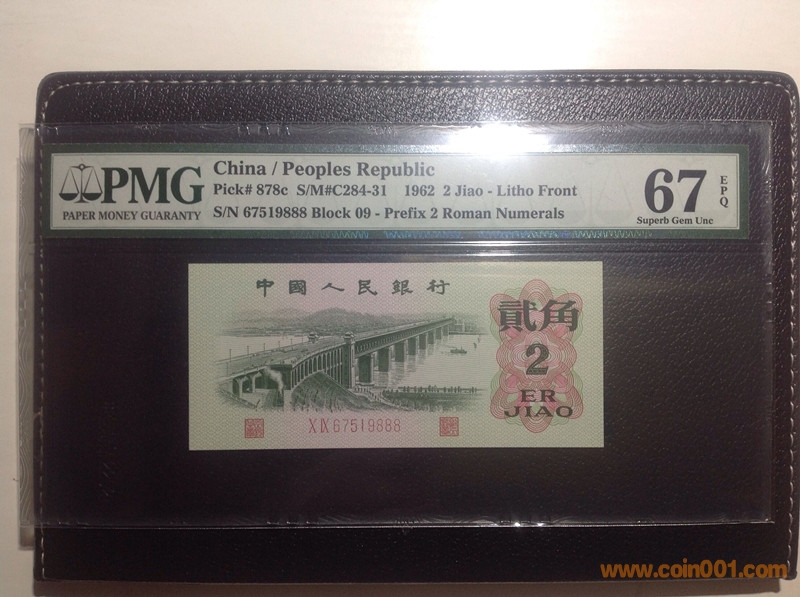 PMG
PAPER MONEY GUARANTY
China / Peoples Republic
Pick# 878c S/M#C284-31 1962 2 Jiao - Litho Front
S/N 67519888 Block 09 - Prefix 2 Roman Numerals
67
EPQ
Superb Gem Unc
中國人民銀行
貳角
2
ER
JIAO
X IX 67519888
www.coin001.com